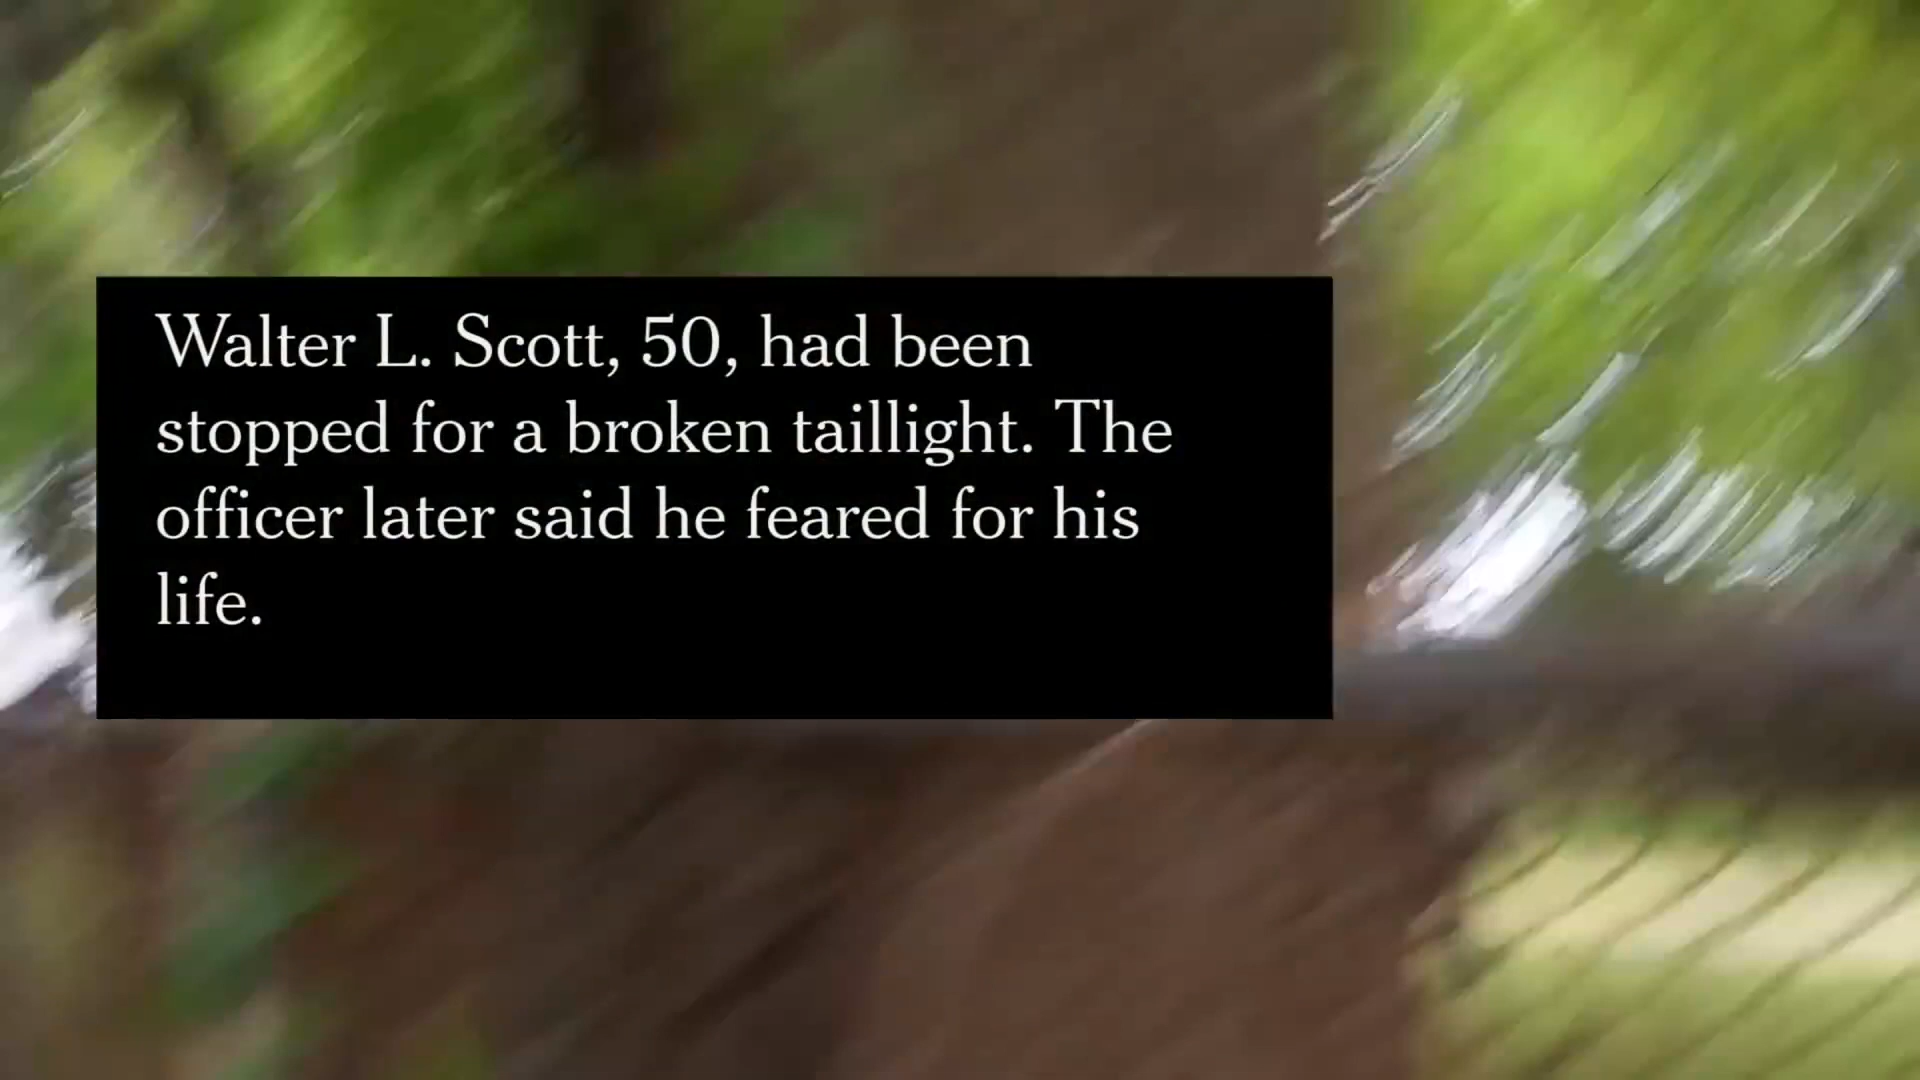 Walter L. Scott, 50, had been
stopped for a broken taillight. The
officer later said he feared for his
life.